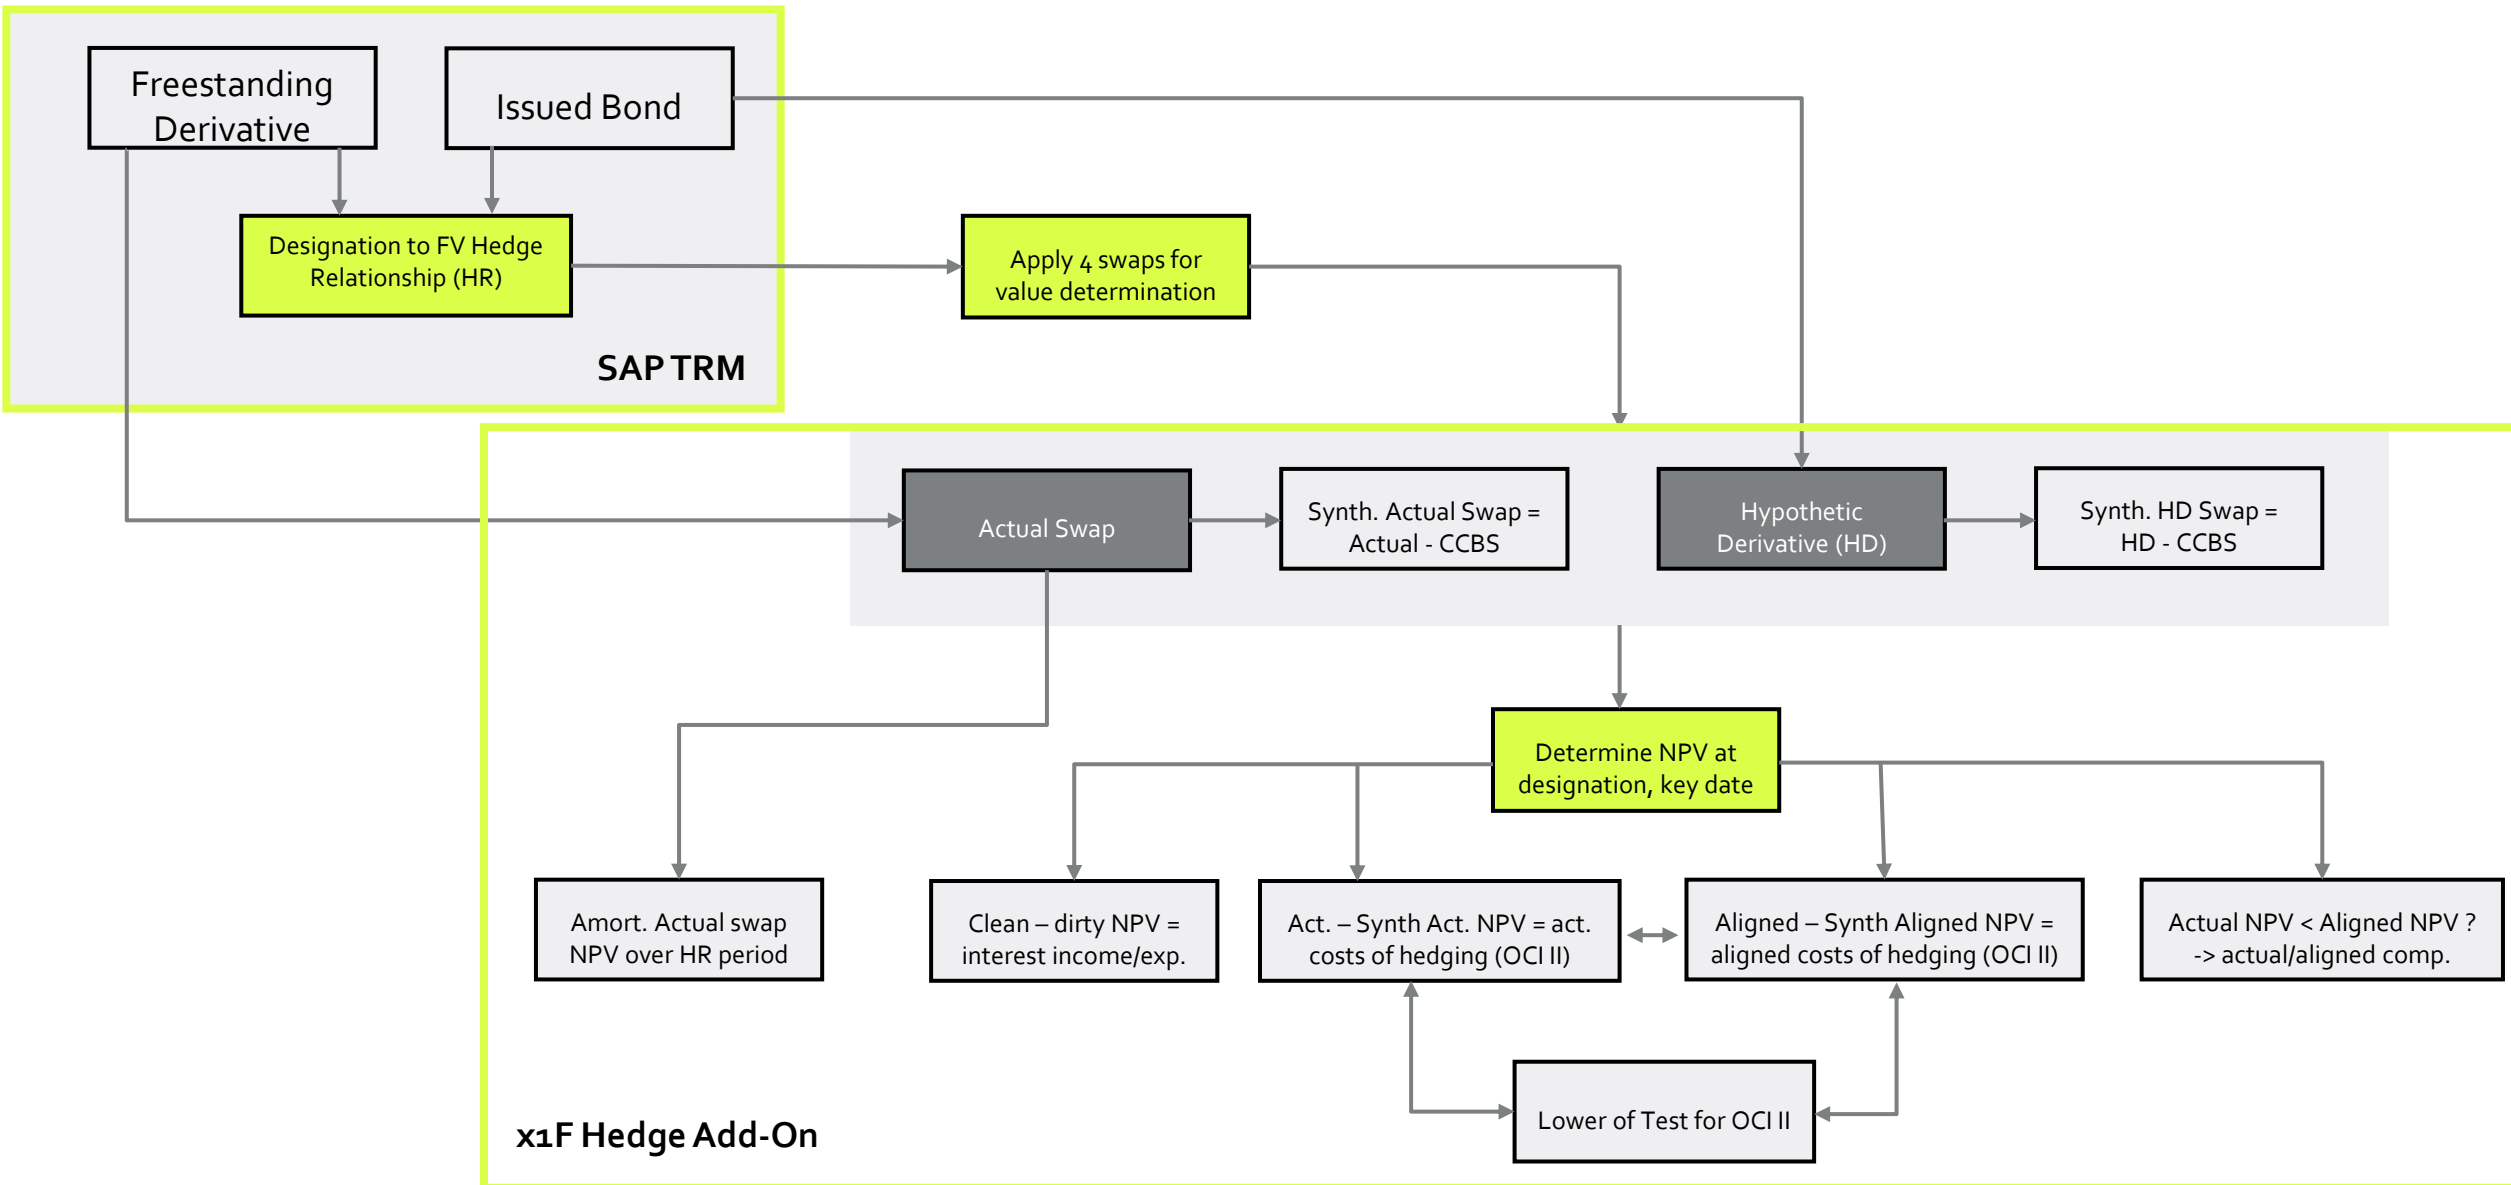 Freestanding
Derivative
Issued Bond
Designation to FV Hedge
Relationship (HR)
Apply 4 swaps for
value determination
SAP TRM
Actual Swap
Synth. Actual Swap =
Actual - CCBS
Hypothetic
Derivative (HD)
Synth. HD Swap =
HD - CCBS
Determine NPV at
designation, key date
Amort. Actual swap
NPV over HR period
Clean – dirty NPV =
interest income/exp.
Act. – Synth Act. NPV = act.
costs of hedging (OCI II)
Aligned – Synth Aligned NPV =
aligned costs of hedging (OCI II)
Actual NPV < Aligned NPV ?
-> actual/aligned comp.
Lower of Test for OCI II
x1F Hedge Add-On